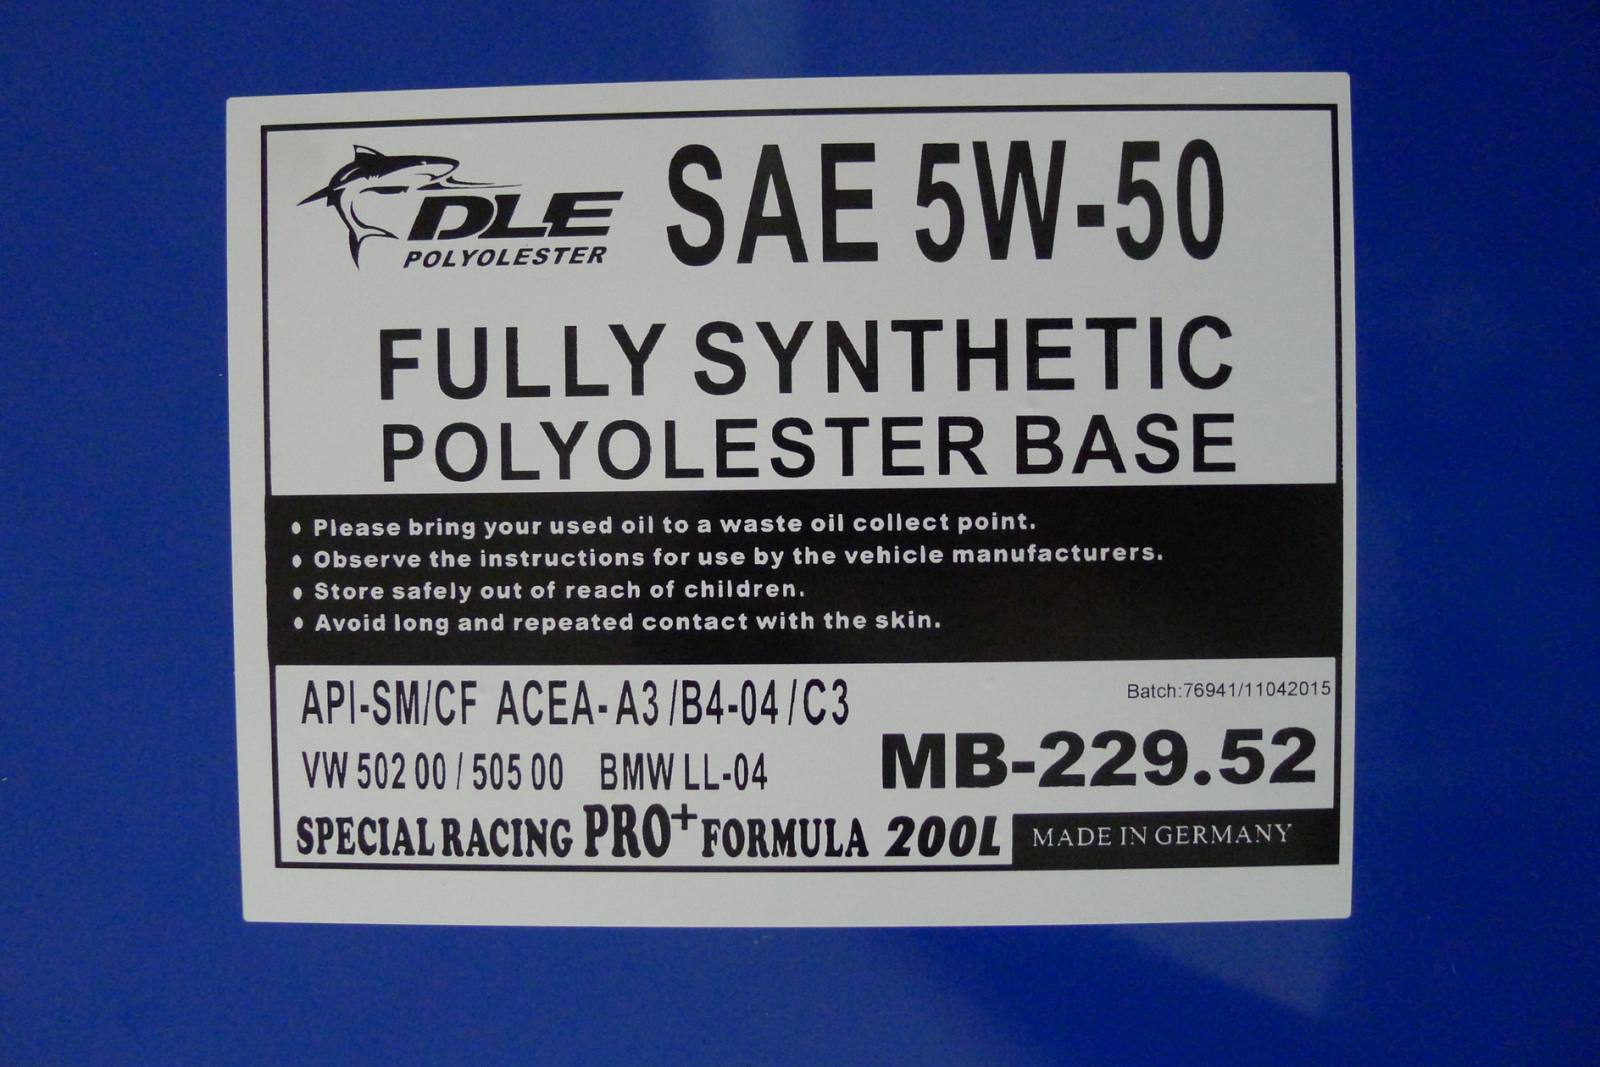 DLE
POLYOLESTER
SAE 5W-50
FULLY SYNTHETIC
POLYOLESTER BASE
• Please bring your used oil to a waste oil collect point.
• Observe the instructions for use by the vehicle manufacturers.
• Store safely out of reach of children.
• Avoid long and repeated contact with the skin.
API-SM/CF ACEA-A3/B4-04/C3
Batch:76941/11042015
VW 502 00 / 505 00 BMW LL-04
MB-229.52
SPECIAL RACING PRO+ FORMULA 200L
MADE IN GERMANY